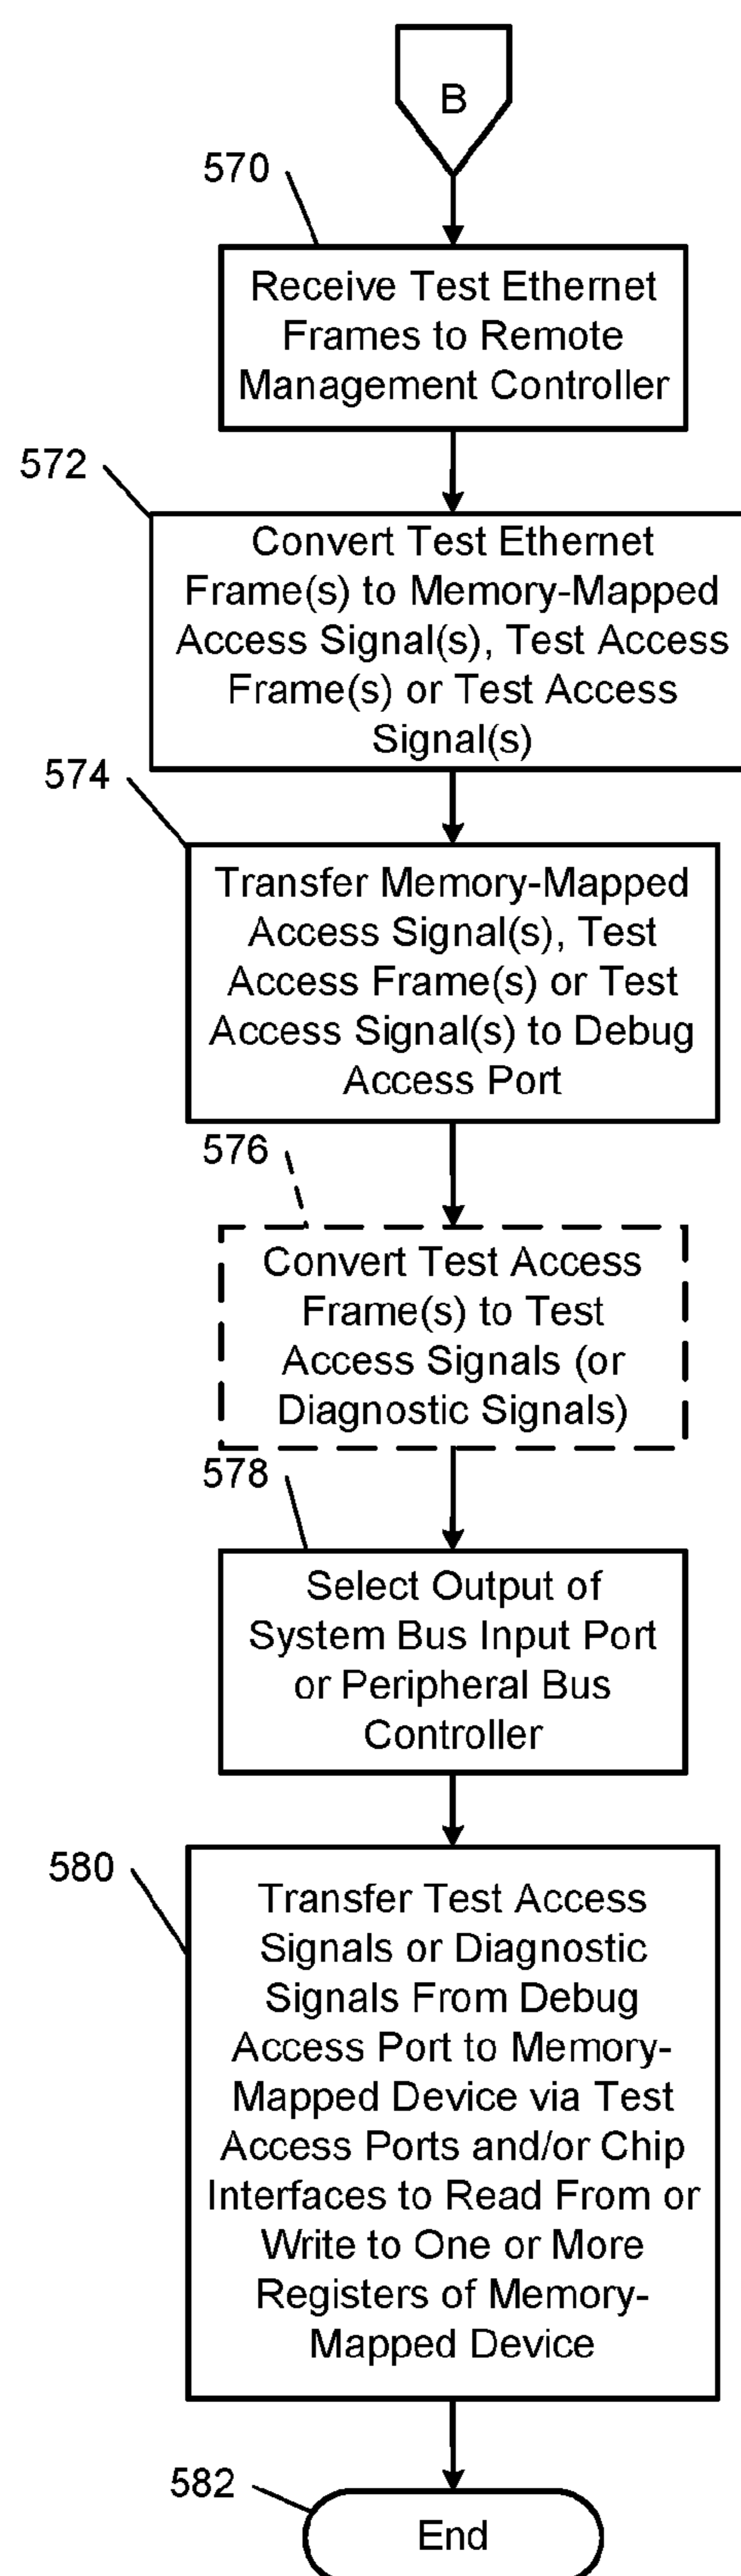 B
570
Receive Test Ethernet
Frames to Remote
Management Controller
572
Convert Test Ethernet
Frame(s) to Memory-Mapped
Access Signal(s), Test Access
Frame(s) or Test Access
Signal(s)
574
Transfer Memory-Mapped
Access Signal(s), Test
Access Frame(s) or Test
Access Signal(s) to Debug
Access Port
576
Convert Test Access
Frame(s) to Test
Access Signals (or
Diagnostic Signals)
578
Select Output of
System Bus Input Port
or Peripheral Bus
Controller
580
Transfer Test Access
Signals or Diagnostic
Signals From Debug
Access Port to Memory-
Mapped Device via Test
Access Ports and/or Chip
Interfaces to Read From or
Write to One or More
Registers of Memory-
Mapped Device
582
End